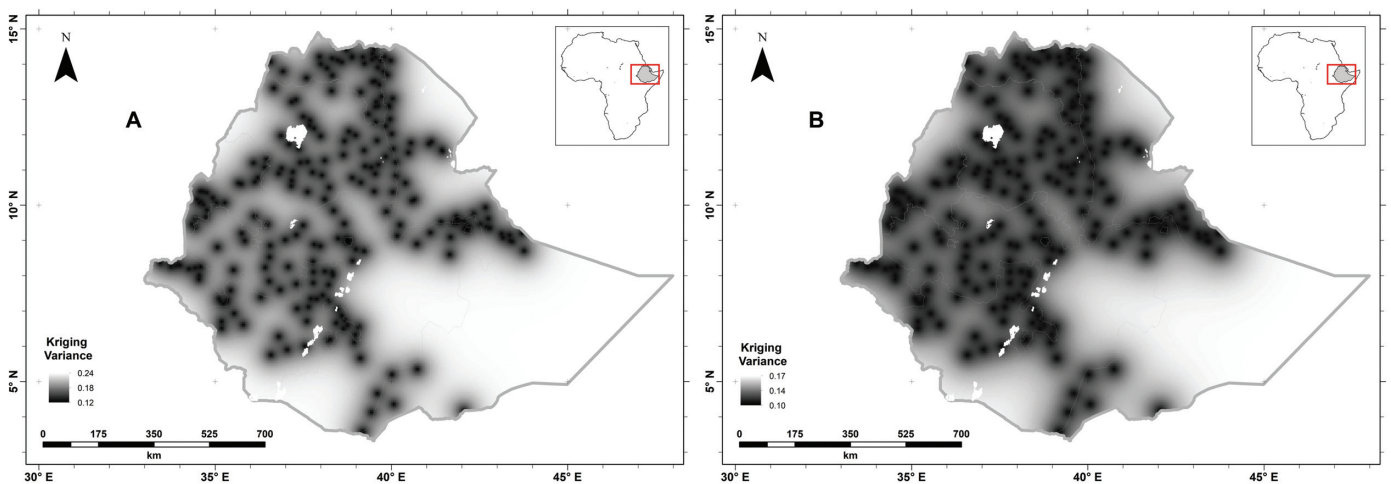 15° N
N
A
10° N
5° N
Kriging
Variance
0.24
0.18
0.12
0
175
350
525
700
km
30° E
35° E
40° E
45° E
15° N
N
B
10° N
5° N
Kriging
Variance
0.17
0.14
0.10
0
175
350
525
700
km
30° E
35° E
40° E
45° E